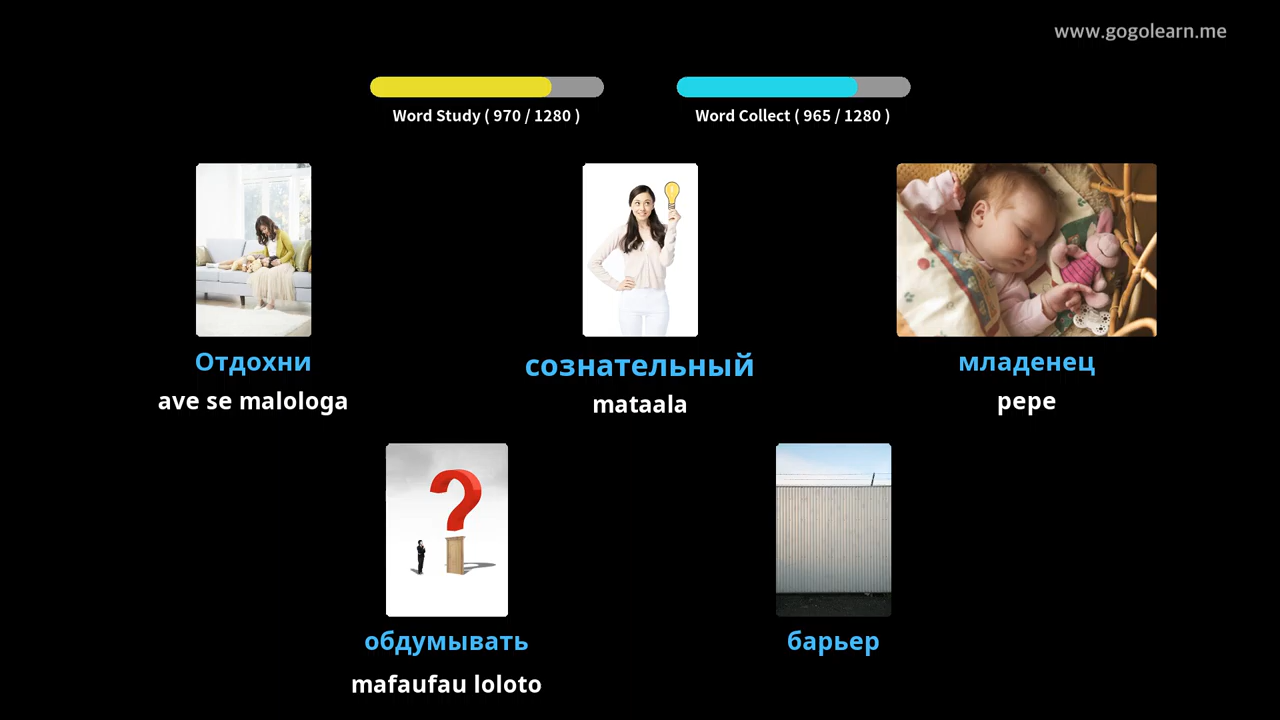 www.gogolearn.me
Word Study ( 970 / 1280 )
Word Collect ( 965 / 1280 )
Отдохни
ave se malologa
сознательный
mataala
младенец
pepe
обдумывать
mafaufau loloto
барьер